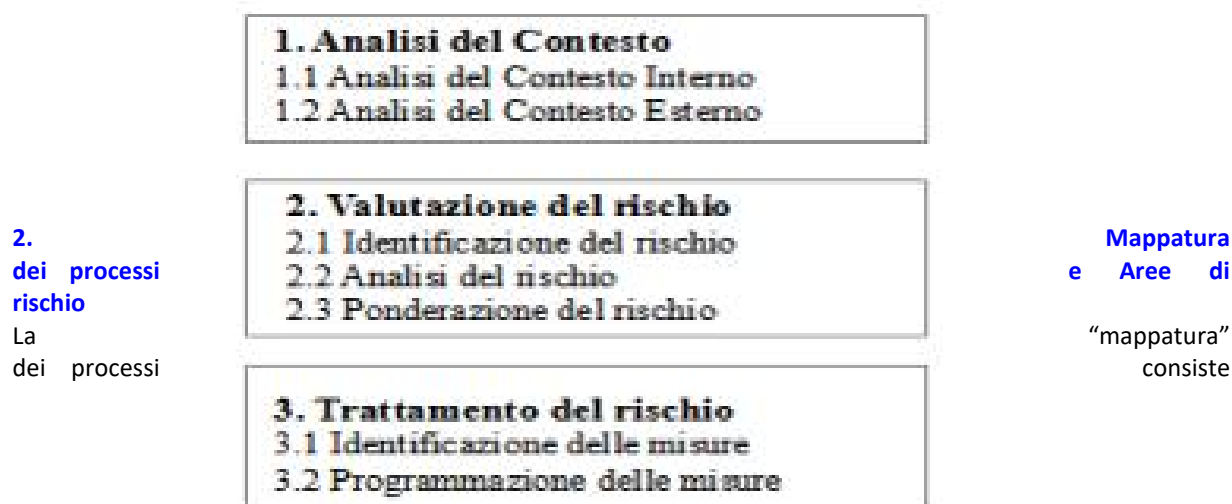 1. Analisi del Contesto
1.1 Analisi del Contesto Interno
1.2 Analisi del Contesto Esterno
2. Valutazione del rischio
2.1 Identificazione del rischio
2.2 Analisi del rischio
2.3 Ponderazione del rischio
2. Mappatura
dei processi e Aree di
rischio
La “mappatura”
dei processi consiste
3. Trattamento del rischio
3.1 Identificazione delle misure
3.2 Programmazione delle misure